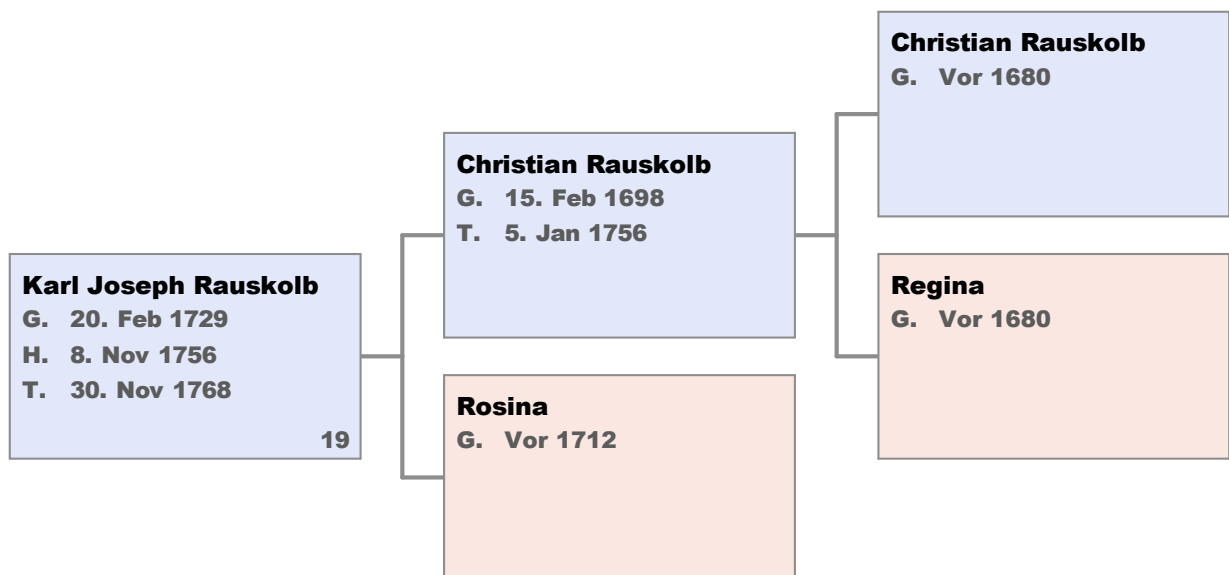 Karl Joseph Rauskolb
G. 20. Feb 1729
H. 8. Nov 1756
T. 30. Nov 1768
19
Christian Rauskolb
G. 15. Feb 1698
T. 5. Jan 1756
Rosina
G. Vor 1712
Christian Rauskolb
G. Vor 1680
Regina
G. Vor 1680